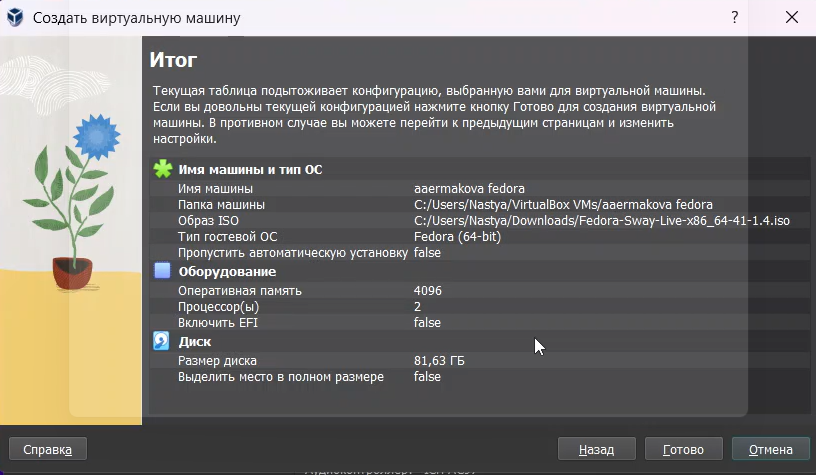 Создать виртуальную машину
?
Итог
Текущая таблица подытоживает конфигурацию, выбранную вами для виртуальной машины.
Если вы довольны текущей конфигурацией нажмите кнопку Готово для создания виртуальной
машины. В противном случае вы можете перейти к предыдущим страницам и изменить
настройки.
Имя машины и тип ОС
Имя машины aaermakova fedora
Папка машины C:/Users/Nastya/VirtualBox VMs/aaermakova fedora
Образ ISO C:/Users/Nastya/Downloads/Fedora-Sway-Live-x86_64-41-1.4.iso
Тип гостевой ОС Fedora (64-bit)
Пропустить автоматическую установку false
Оборудование
Оперативная память 4096
Процессор(ы) 2
Включить EFI false
Диск
Размер диска 81,63 ГБ
Выделить место в полном размере false
Справка Назад Готово Отмена